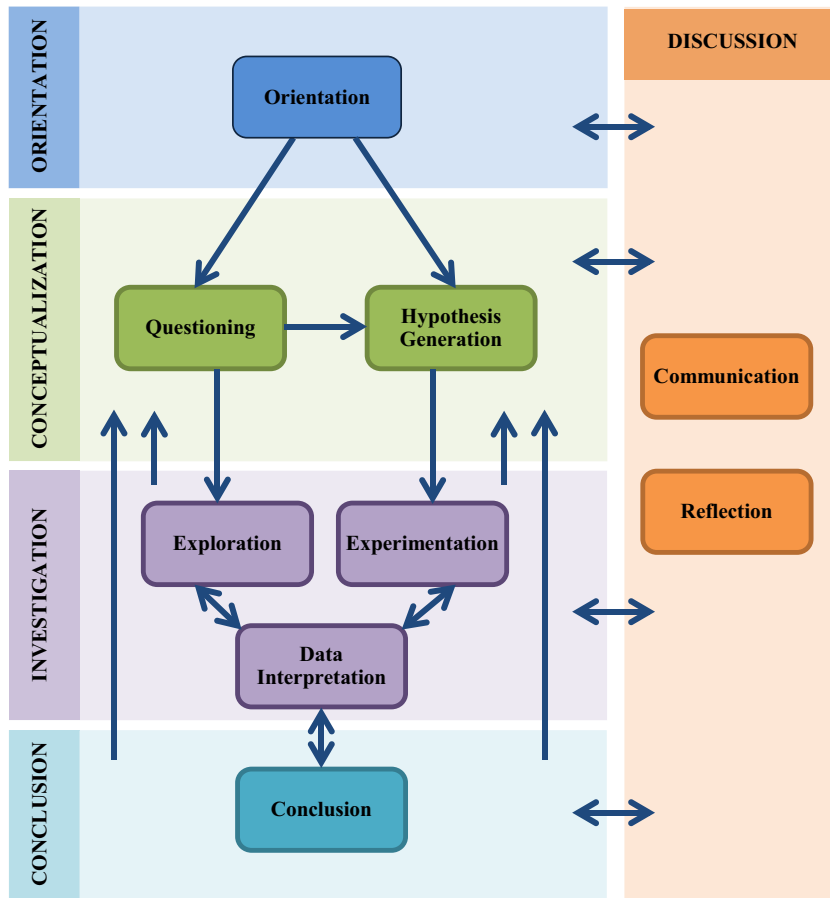 ORIENTATION
Orientation
CONCEPTUALIZATION
Questioning
Hypothesis
Generation
INVESTIGATION
Exploration
Experimentation
Data
Interpretation
CONCLUSION
Conclusion
DISCUSSION
Communication
Reflection